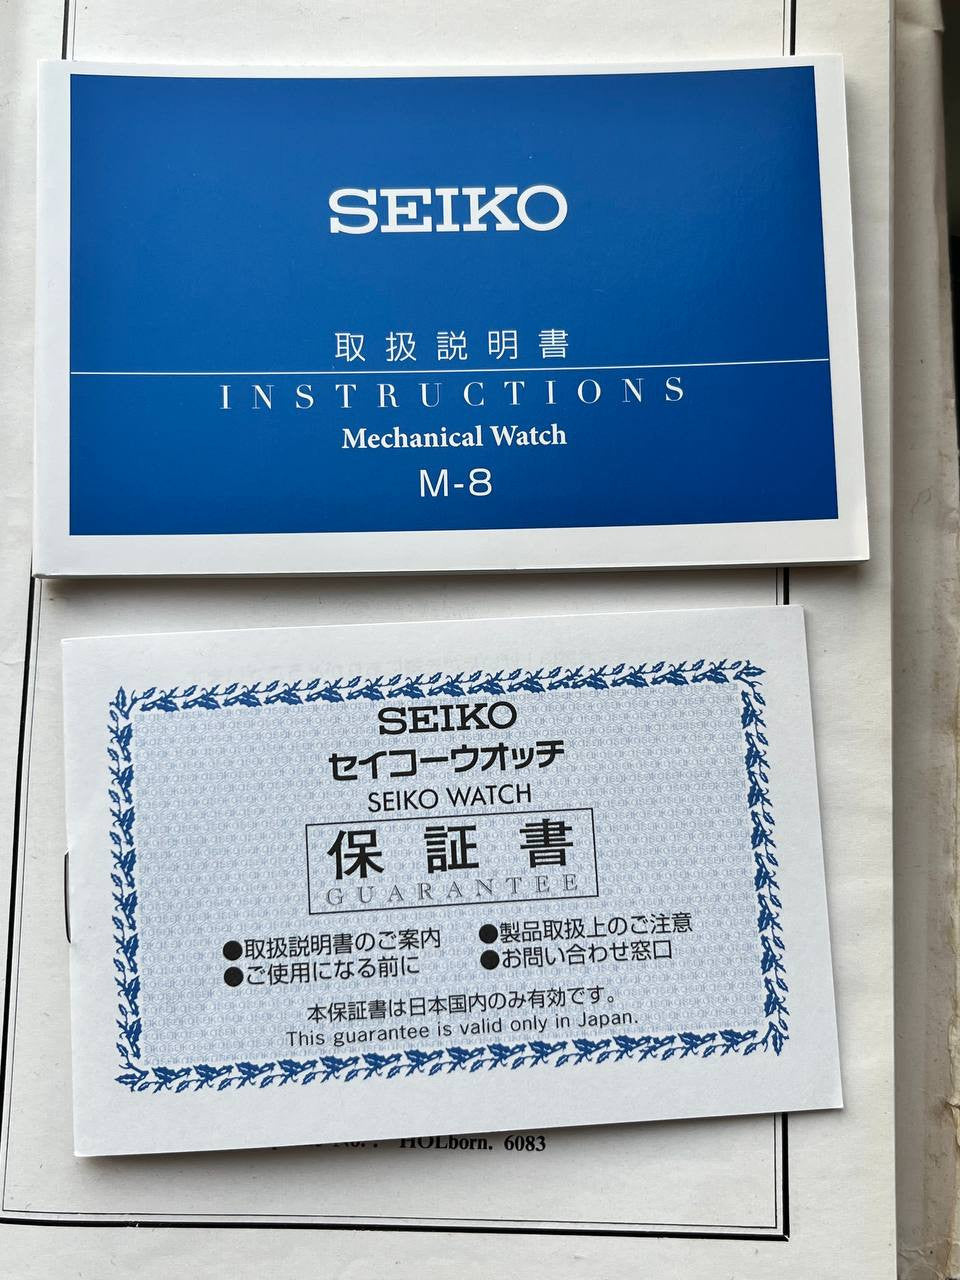 SEIKO
取扱説明書
INSTRUCTIONS
Mechanical Watch
M-8
SEIKO
セイコーウオッチ
SEIKO WATCH
保証書
GUARANTEE
●取扱説明書のご案内
●ご使用になる前に
●製品取扱上のご注意
●お問い合わせ窓口
本保証書は日本国内のみ有効です。
This guarantee is valid only in Japan.
No.: HOLborn. 6083